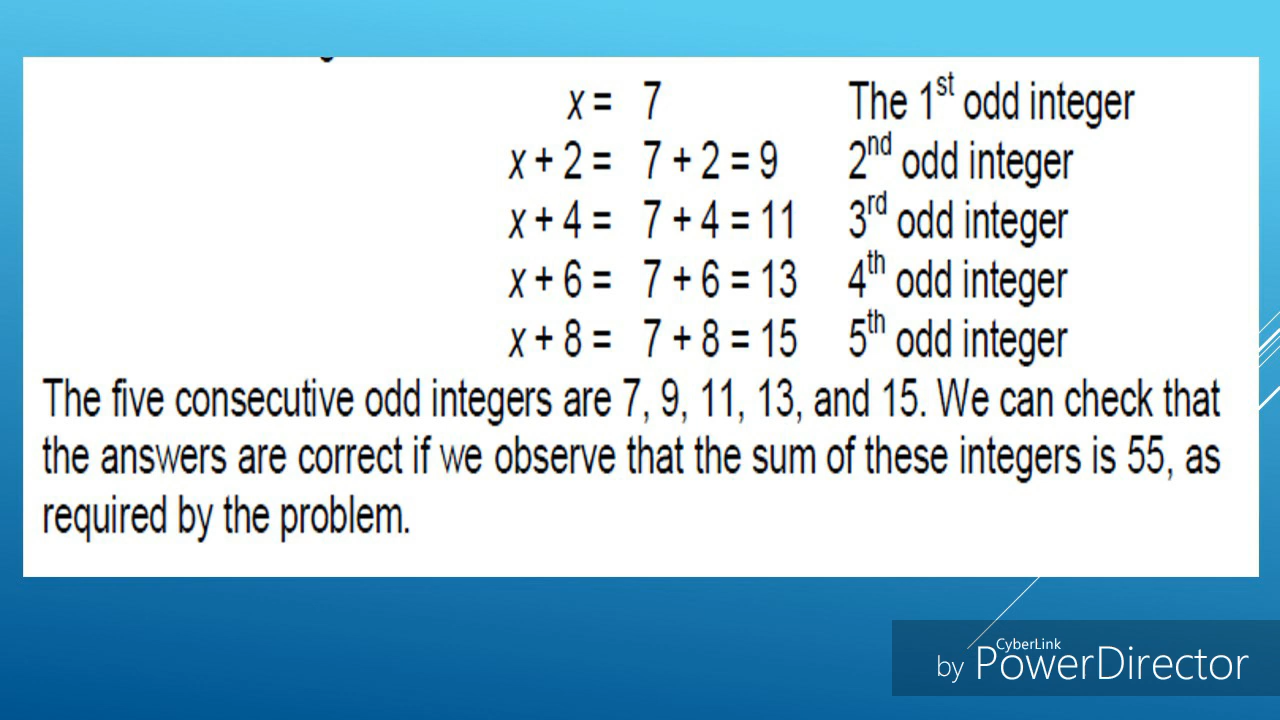 x = 7 The 1st odd integer
x + 2 = 7 + 2 = 9 2nd odd integer
x + 4 = 7 + 4 = 11 3rd odd integer
x + 6 = 7 + 6 = 13 4th odd integer
x + 8 = 7 + 8 = 15 5th odd integer
The five consecutive odd integers are 7, 9, 11, 13, and 15. We can check that
the answers are correct if we observe that the sum of these integers is 55, as
required by the problem.
CyberLink
by PowerDirector